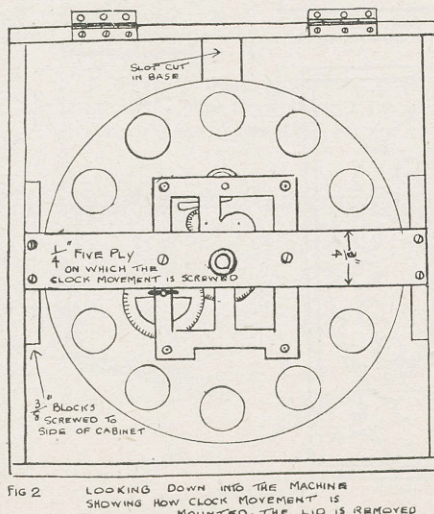 SLOT CUT
IN BASE
1/4" FIVE PLY
ON WHICH THE
CLOCK MOVEMENT IS SCREWED
3/8" BLOCKS
SCREWED TO
SIDE OF CABINET
FIG 2 LOOKING DOWN INTO THE MACHINE
SHOWING HOW CLOCK MOVEMENT IS
MOUNTED. THE LID IS REMOVED